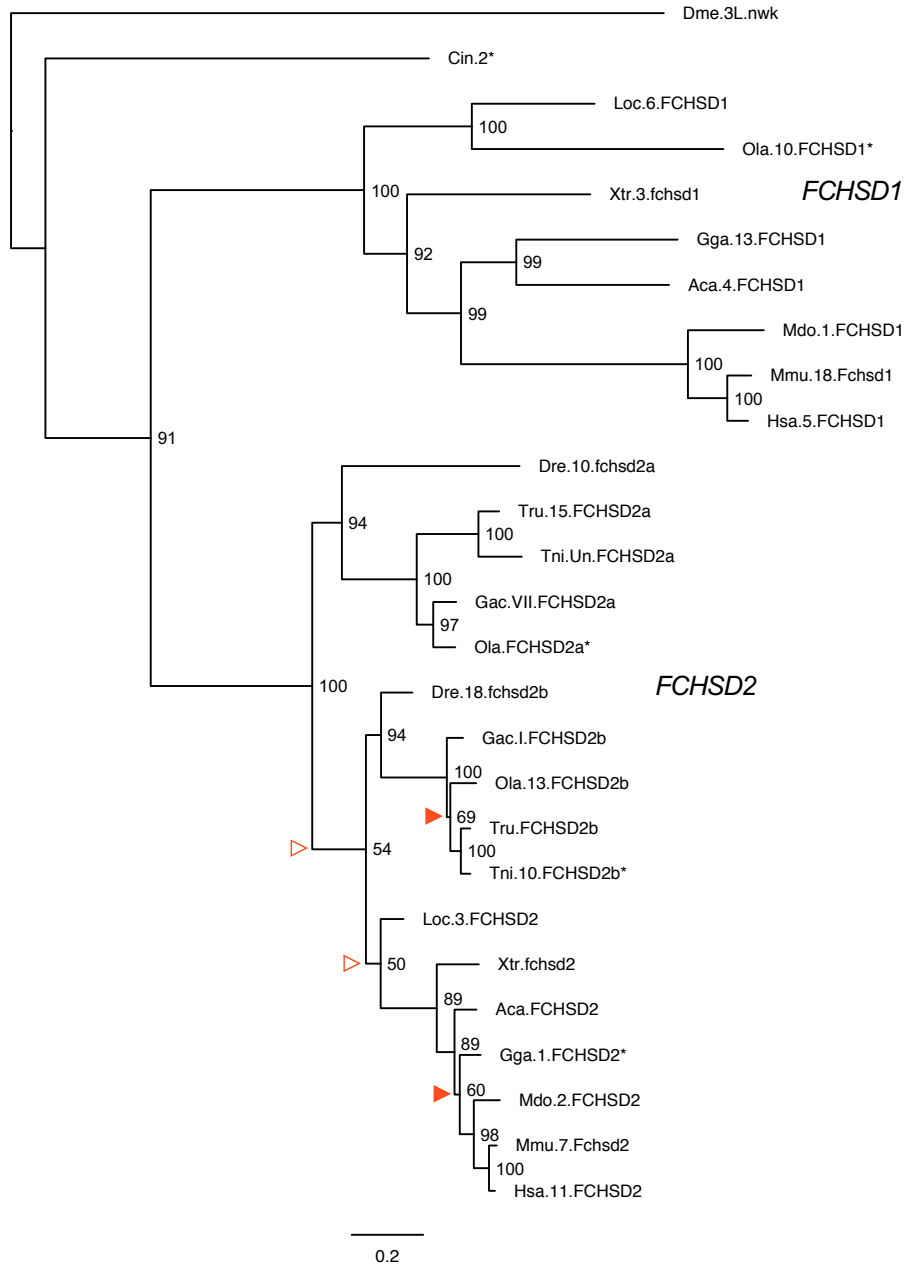 Dme.3L.nwk
Cin.2*
Loc.6.FCHSD1
100
Ola.10.FCHSD1*
100
Xtr.3.fchsd1
FCHSD1
92
Gga.13.FCHSD1
99
Aca.4.FCHSD1
99
Mdo.1.FCHSD1
100
Mmu.18.Fchsd1
100
Hsa.5.FCHSD1
91
Dre.10.fchsd2a
94
Tru.15.FCHSD2a
100
Tni.Un.FCHSD2a
100
Gac.VII.FCHSD2a
97
Ola.FCHSD2a*
100
FCHSD2
Dre.18.fchsd2b
94
Gac.I.FCHSD2b
100
Ola.13.FCHSD2b
69
Tru.FCHSD2b
100
Tni.10.FCHSD2b*
54
Loc.3.FCHSD2
50
Xtr.fchsd2
89
Aca.FCHSD2
89
Gga.1.FCHSD2*
60
Mdo.2.FCHSD2
98
Mmu.7.Fchsd2
100
Hsa.11.FCHSD2
0.2